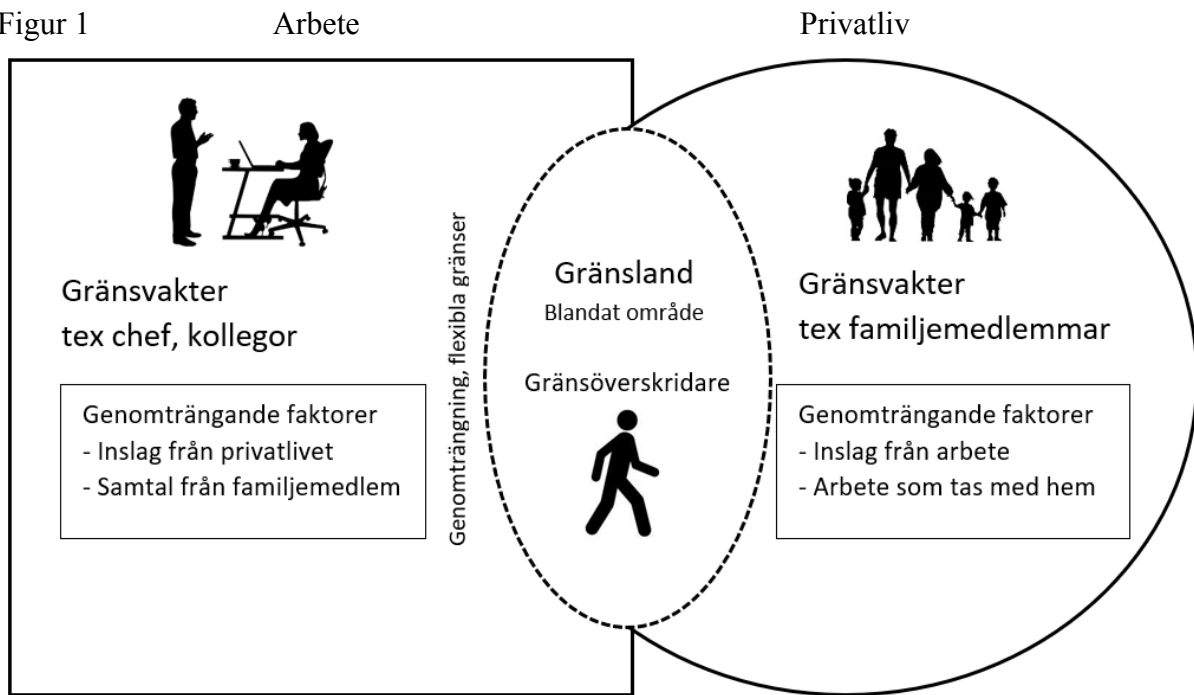 Figur 1
Arbete
Privatliv
Gränsvakter
tex chef, kollegor
Genomträngande faktorer
- Inslag från privatlivet
- Samtal från familjemedlem
Genomträngning, flexibla gränser
Gränsland
Blandat område
Gränsöverskridare
Gränsvakter
tex familjemedlemmar
Genomträngande faktorer
- Inslag från arbete
- Arbete som tas med hem